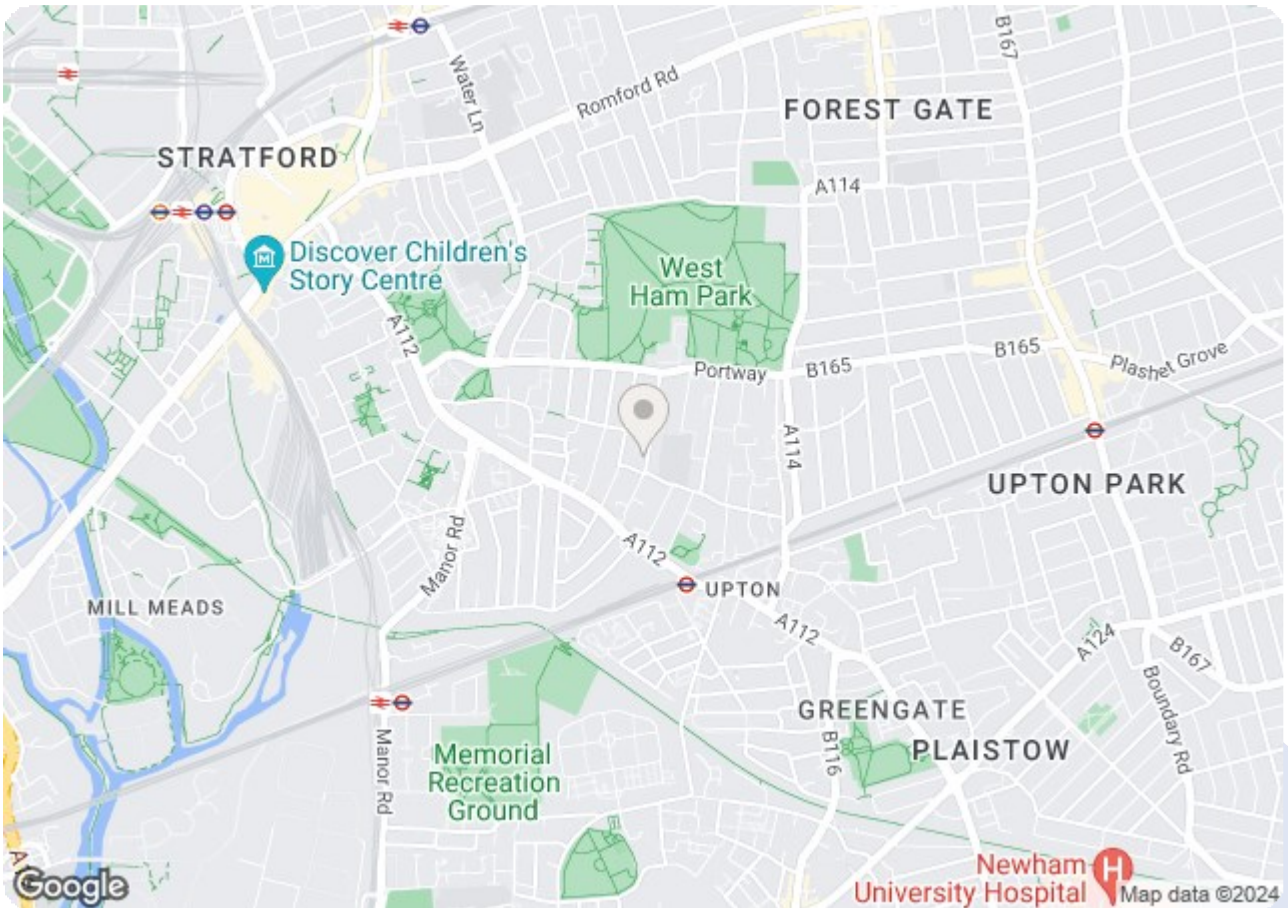 B167
Water Ln
Romford Rd
FOREST GATE
STRATFORD
A114
Discover Children's
Story Centre
West
Ham Park
A112
Portway
B165
B165
Plashet Grove
A114
UPTON PARK
Manor Rd
A112
UPTON
MILL MEADS
A112
A124
B167
Boundary Rd
GREENGATE
B116
PLAISTOW
Manor Rd
Memorial
Recreation
Ground
Newham
University Hospital
H
Google
Map data ©2024